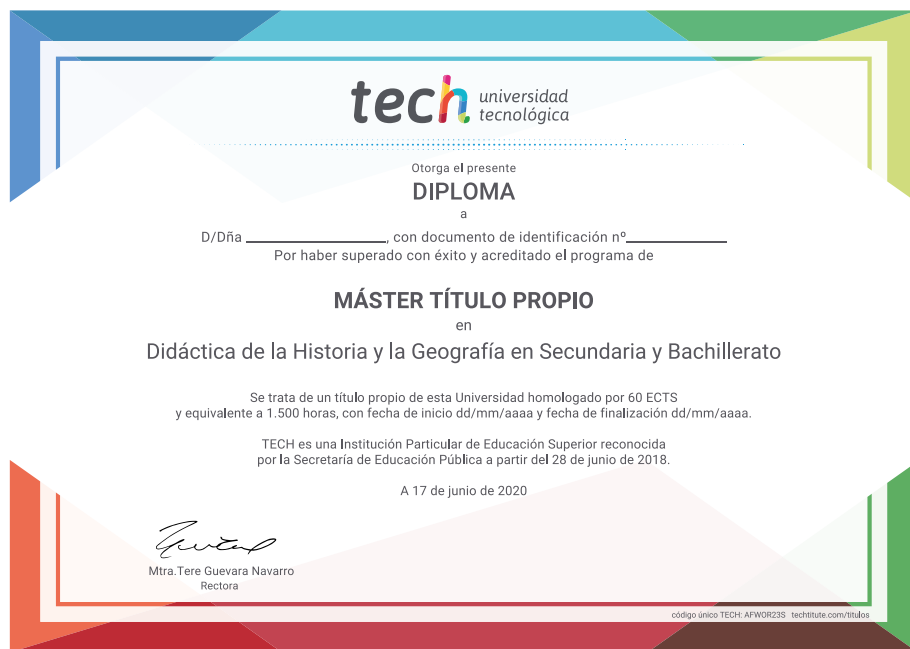 tech universidad
tecnológica
Otorga el presente
DIPLOMA
a
D/Dña ________________, con documento de identificación nº____________
Por haber superado con éxito y acreditado el programa de
MÁSTER TÍTULO PROPIO
en
Didáctica de la Historia y la Geografía en Secundaria y Bachillerato
Se trata de un título propio de esta Universidad homologado por 60 ECTS
y equivalente a 1.500 horas, con fecha de inicio dd/mm/aaaa y fecha de finalización dd/mm/aaaa.
TECH es una Institución Particular de Educación Superior reconocida
por la Secretaría de Educación Pública a partir del 28 de junio de 2018.
A 17 de junio de 2020
Mtra.Tere Guevara Navarro
Rectora
código único TECH: AFWOR23S techtitute.com/titulos